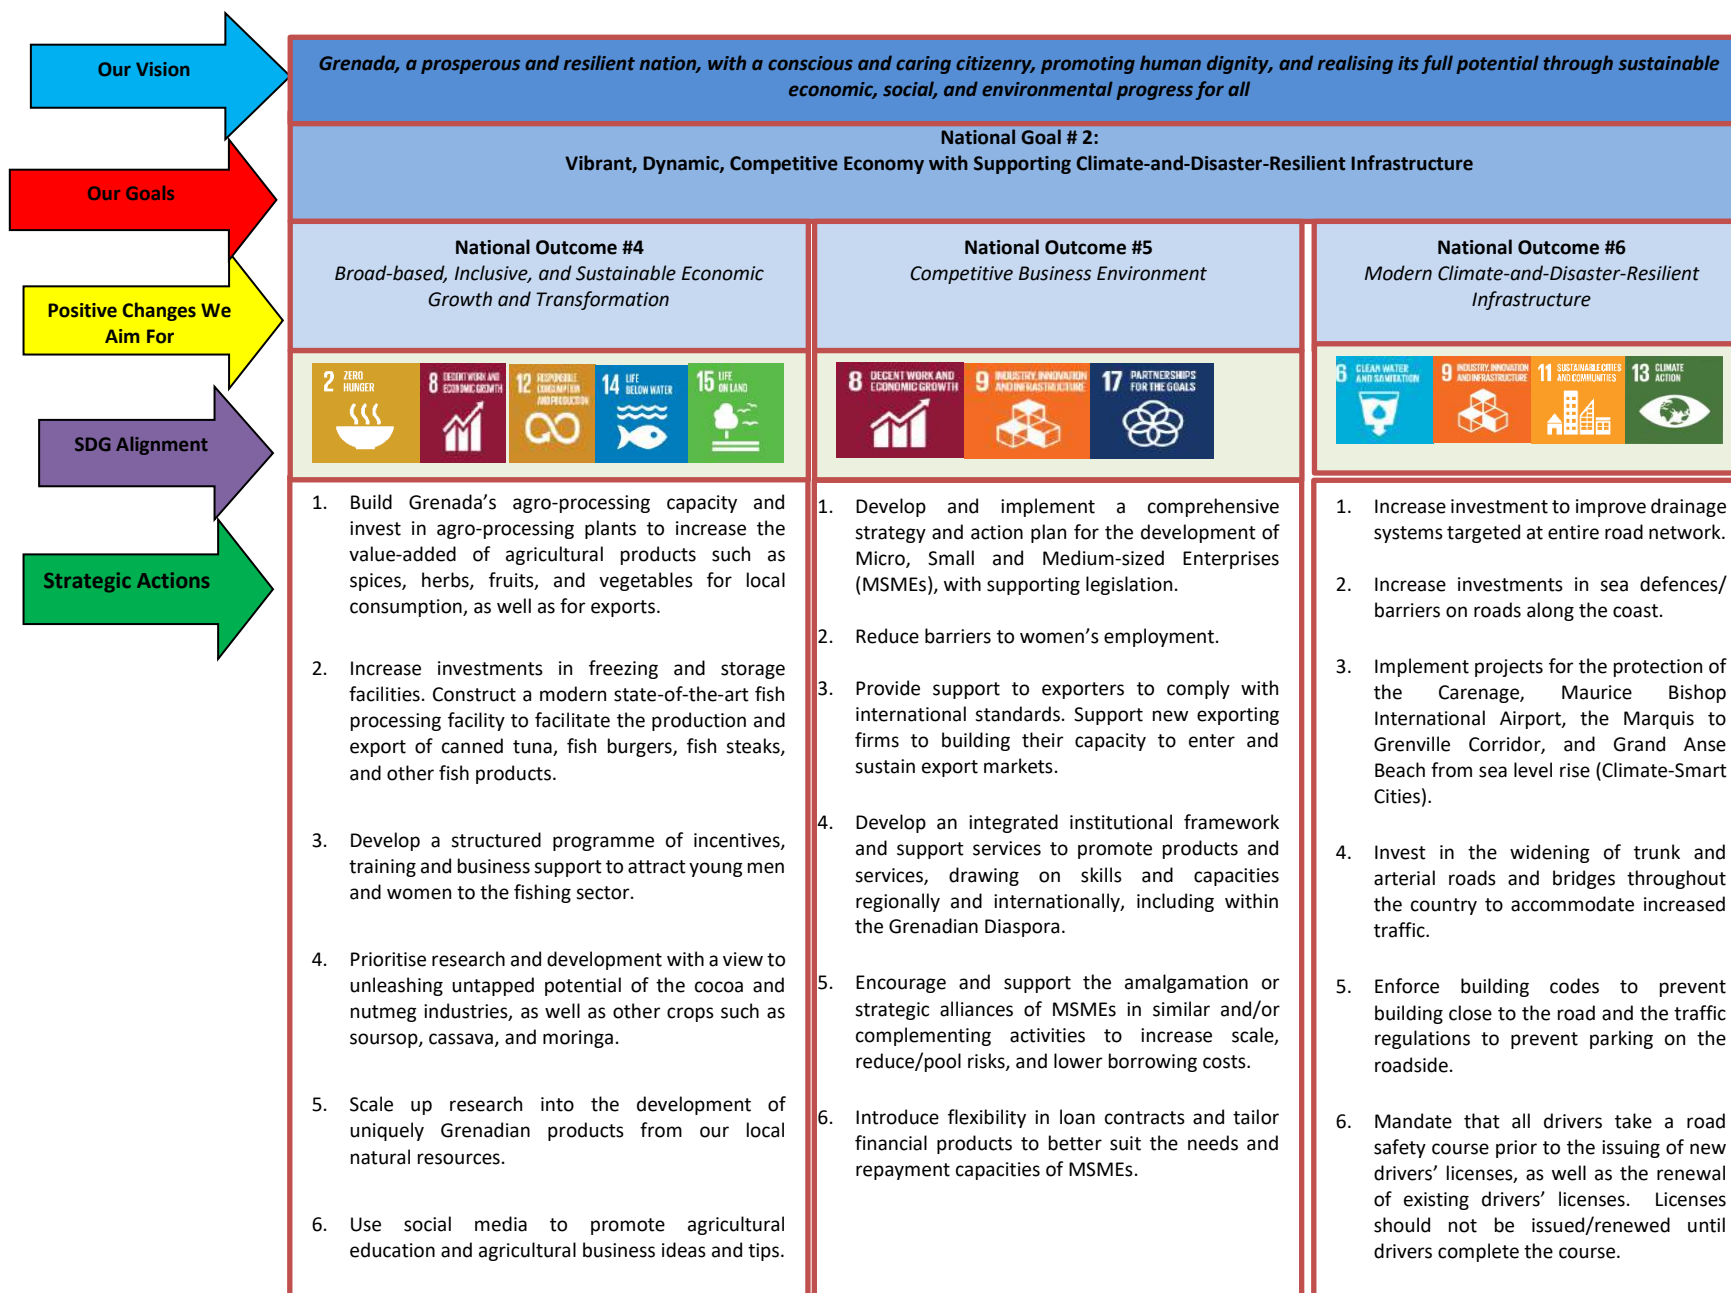 Our Vision
Grenada, a prosperous and resilient nation, with a conscious and caring citizenry, promoting human dignity, and realising its full potential through sustainable
economic, social, and environmental progress for all
Our Goals
National Goal # 2:
Vibrant, Dynamic, Competitive Economy with Supporting Climate-and-Disaster-Resilient Infrastructure
Positive Changes We
Aim For
National Outcome #4
Broad-based, Inclusive, and Sustainable Economic
Growth and Transformation
National Outcome #5
Competitive Business Environment
National Outcome #6
Modern Climate-and-Disaster-Resilient
Infrastructure
SDG Alignment
2 ZERO
HUNGER
8 DECENT WORK AND
ECONOMIC GROWTH
12 RESPONSIBLE
CONSUMPTION
AND PRODUCTION
14 LIFE
BELOW WATER
15 LIFE
ON LAND
8 DECENT WORK AND
ECONOMIC GROWTH
9 INDUSTRY, INNOVATION
AND INFRASTRUCTURE
17 PARTNERSHIPS
FOR THE GOALS
6 CLEAN WATER
AND SANITATION
9 INDUSTRY, INNOVATION
AND INFRASTRUCTURE
11 SUSTAINABLE CITIES
AND COMMUNITIES
13 CLIMATE
ACTION
Strategic Actions
1. Build Grenada’s agro-processing capacity and
invest in agro-processing plants to increase the
value-added of agricultural products such as
spices, herbs, fruits, and vegetables for local
consumption, as well as for exports.
2. Increase investments in freezing and storage
facilities. Construct a modern state-of-the-art fish
processing facility to facilitate the production and
export of canned tuna, fish burgers, fish steaks,
and other fish products.
3. Develop a structured programme of incentives,
training and business support to attract young men
and women to the fishing sector.
4. Prioritise research and development with a view to
unleashing untapped potential of the cocoa and
nutmeg industries, as well as other crops such as
soursop, cassava, and moringa.
5. Scale up research into the development of
uniquely Grenadian products from our local
natural resources.
6. Use social media to promote agricultural
education and agricultural business ideas and tips.
1. Develop and implement a comprehensive
strategy and action plan for the development of
Micro, Small and Medium-sized Enterprises
(MSMEs), with supporting legislation.
2. Reduce barriers to women’s employment.
3. Provide support to exporters to comply with
international standards. Support new exporting
firms to building their capacity to enter and
sustain export markets.
4. Develop an integrated institutional framework
and support services to promote products and
services, drawing on skills and capacities
regionally and internationally, including within
the Grenadian Diaspora.
5. Encourage and support the amalgamation or
strategic alliances of MSMEs in similar and/or
complementing activities to increase scale,
reduce/pool risks, and lower borrowing costs.
6. Introduce flexibility in loan contracts and tailor
financial products to better suit the needs and
repayment capacities of MSMEs.
1. Increase investment to improve drainage
systems targeted at entire road network.
2. Increase investments in sea defences/
barriers on roads along the coast.
3. Implement projects for the protection of
the Carenage, Maurice Bishop
International Airport, the Marquis to
Grenville Corridor, and Grand Anse
Beach from sea level rise (Climate-Smart
Cities).
4. Invest in the widening of trunk and
arterial roads and bridges throughout
the country to accommodate increased
traffic.
5. Enforce building codes to prevent
building close to the road and the traffic
regulations to prevent parking on the
roadside.
6. Mandate that all drivers take a road
safety course prior to the issuing of new
drivers’ licenses, as well as the renewal
of existing drivers’ licenses. Licenses
should not be issued/renewed until
drivers complete the course.